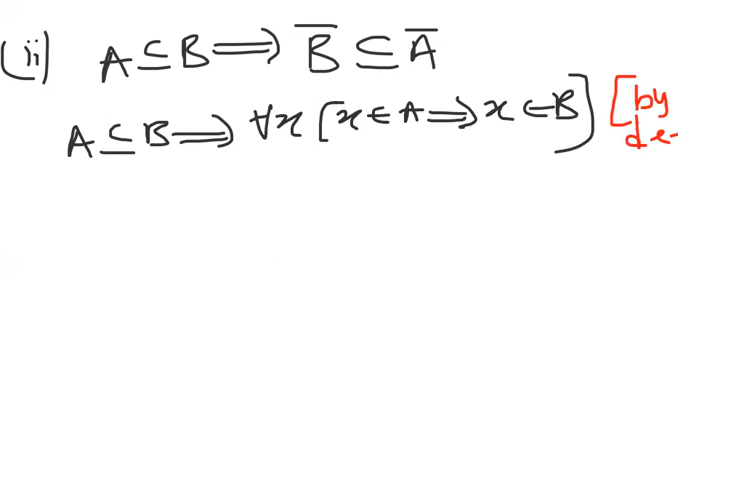 (ii) A ⊆ B ⟹ B̅ ⊆ A̅
A ⊆ B ⟹ ∀x [x ∈ A ⟹ x ∈ B] [by
de-